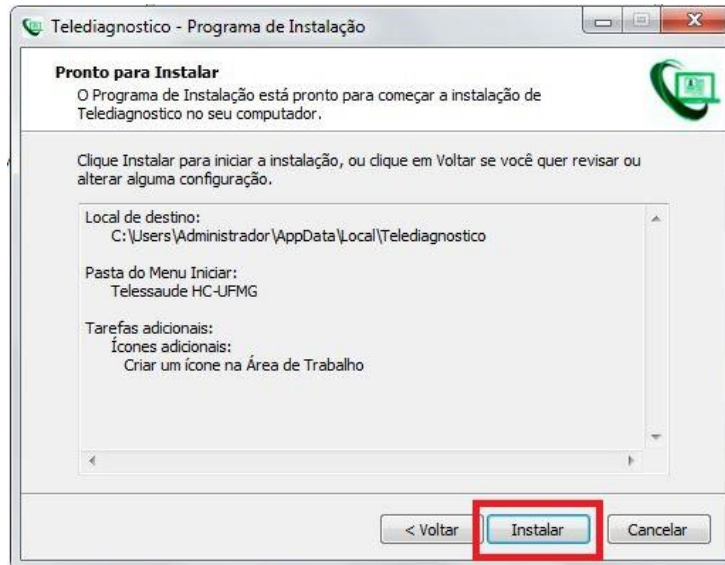 Telediagnostico - Programa de Instalação
Pronto para Instalar
O Programa de Instalação está pronto para começar a instalação de
Telediagnostico no seu computador.
Clique Instalar para iniciar a instalação, ou clique em Voltar se você quer revisar ou
alterar alguma configuração.
Local de destino:
C:\Users\Administrador\AppData\Local\Telediagnostico
Pasta do Menu Iniciar:
Telessaude HC-UFMG
Tarefas adicionais:
Ícones adicionais:
Criar um ícone na Área de Trabalho
< Voltar
Instalar
Cancelar